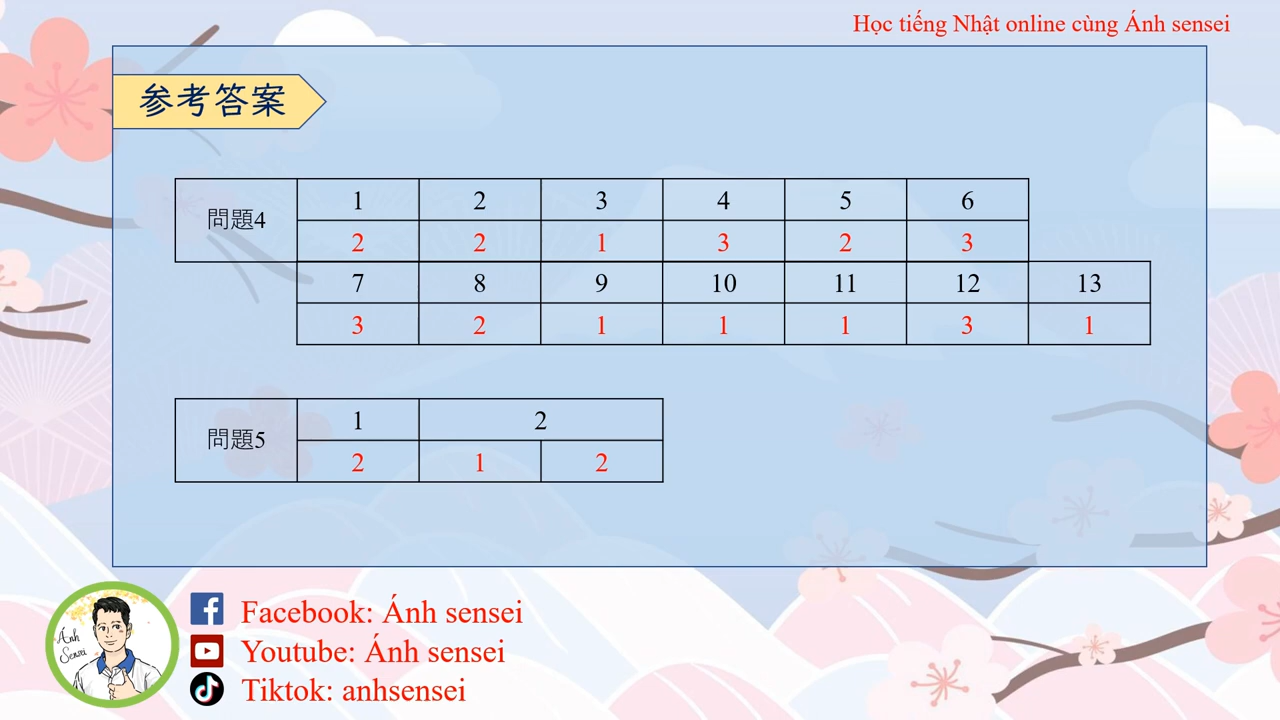 Học tiếng Nhật online cùng Ánh sensei
参考答案
問題4
1 2 3 4 5 6
2 2 1 3 2 3
7 8 9 10 11 12 13
3 2 1 1 1 3 1
問題5
1 2
2 1 2
Ánh
Sensei
Facebook: Ánh sensei
Youtube: Ánh sensei
Tiktok: anhsensei